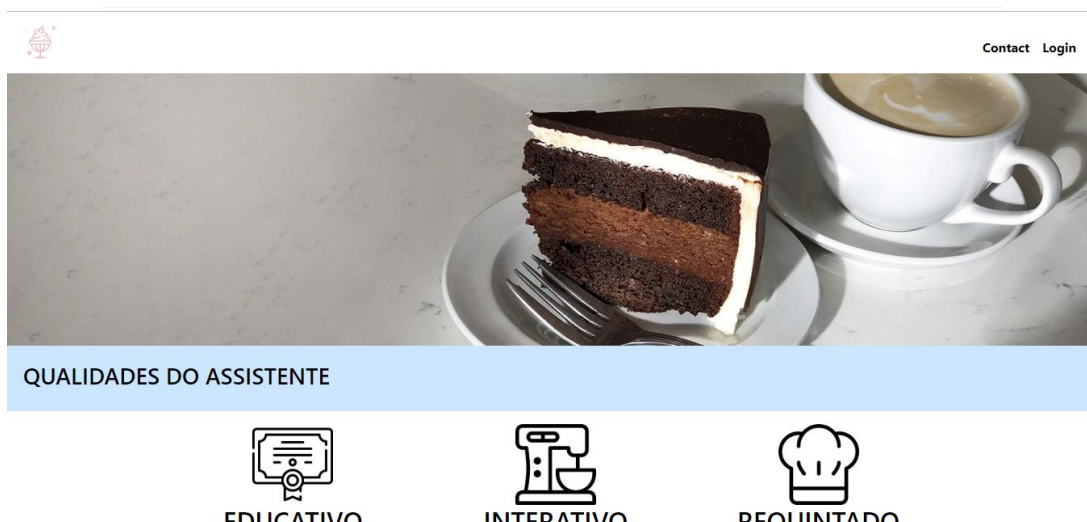 Contact Login
QUALIDADES DO ASSISTENTE
EDUCATIVO INTERATIVO REQUINTADO